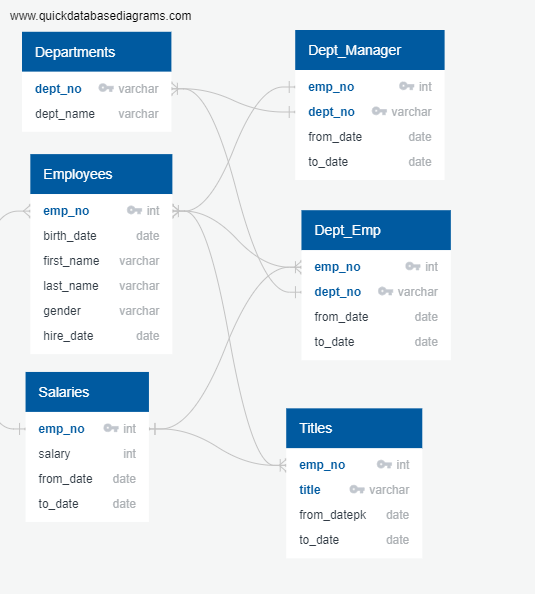 www.quickdatabasediagrams.com
Departments
dept_no varchar
dept_name varchar
Employees
emp_no int
birth_date date
first_name varchar
last_name varchar
gender varchar
hire_date date
Salaries
emp_no int
salary int
from_date date
to_date date
Dept_Manager
emp_no int
dept_no varchar
from_date date
to_date date
Dept_Emp
emp_no int
dept_no varchar
from_date date
to_date date
Titles
emp_no int
title varchar
from_datepk date
to_date date